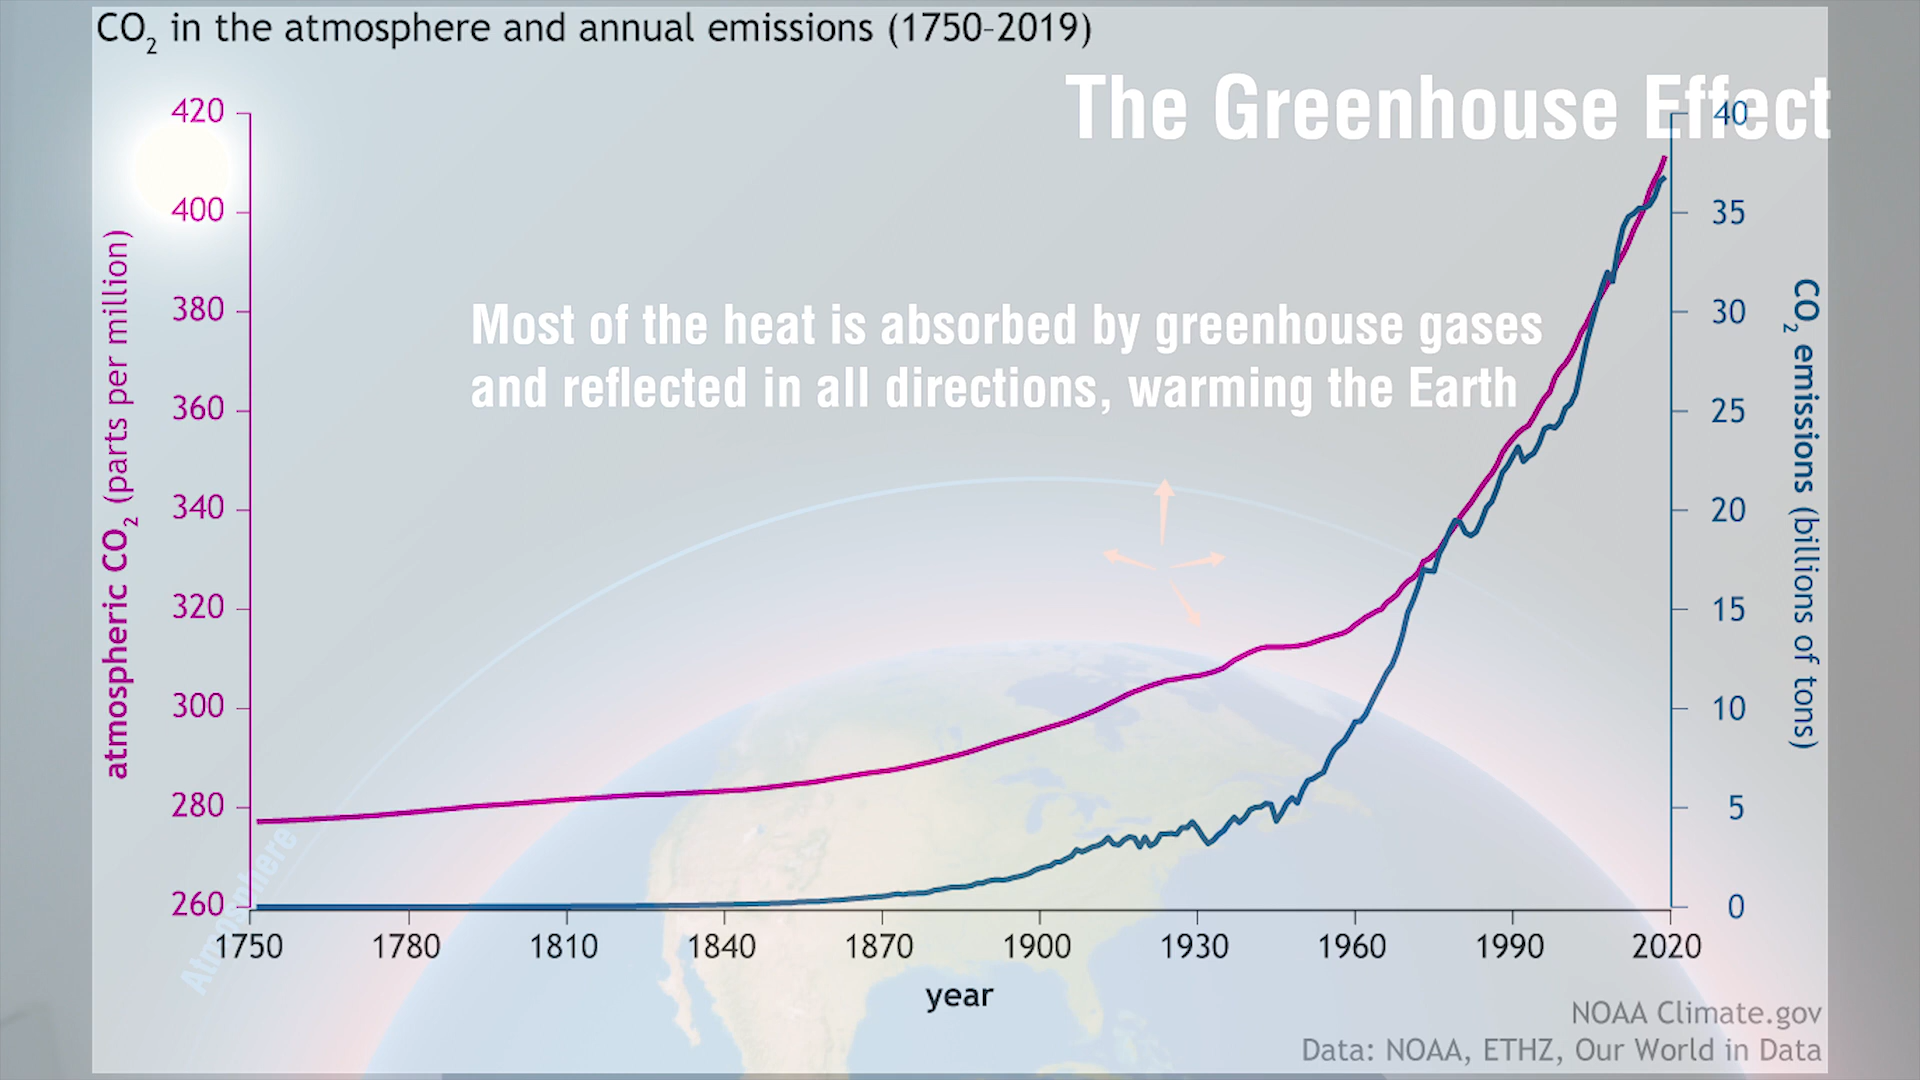 CO2 in the atmosphere and annual emissions (1750-2019)
The Greenhouse Effect
420
400
380
360
340
320
300
280
260
atmospheric CO2 (parts per million)
Most of the heat is absorbed by greenhouse gases
and reflected in all directions, warming the Earth
40
35
30
25
20
15
10
5
0
CO2 emissions (billions of tons)
Atmosphere
1750 1780 1810 1840 1870 1900 1930 1960 1990 2020
year
NOAA Climate.gov
Data: NOAA, ETHZ, Our World in Data